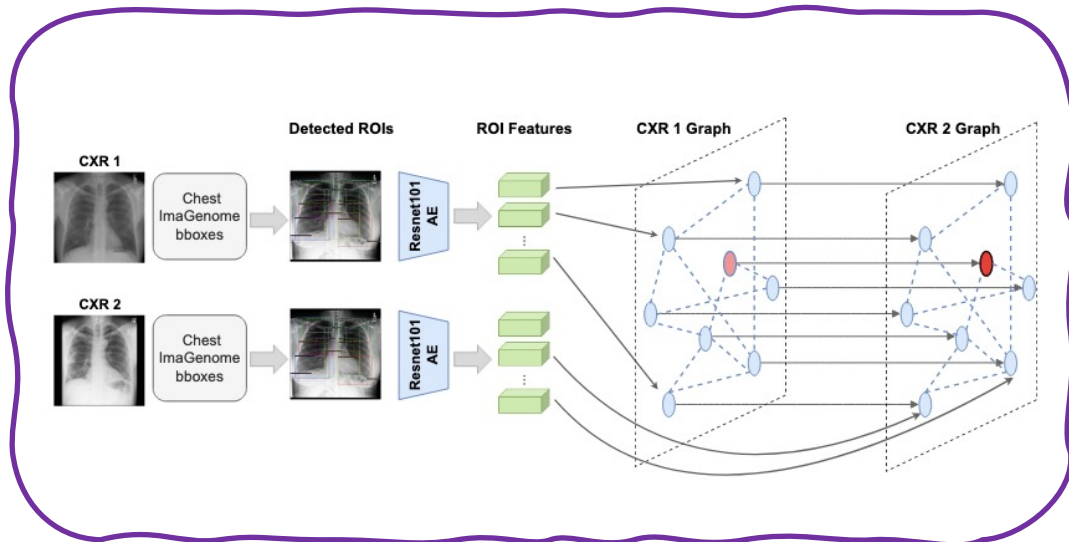 Detected ROIs
ROI Features
CXR 1 Graph
CXR 2 Graph
CXR 1
Chest
ImaGenome
bboxes
Resnet101
AE
⋮
⋮
CXR 2
Chest
ImaGenome
bboxes
Resnet101
AE